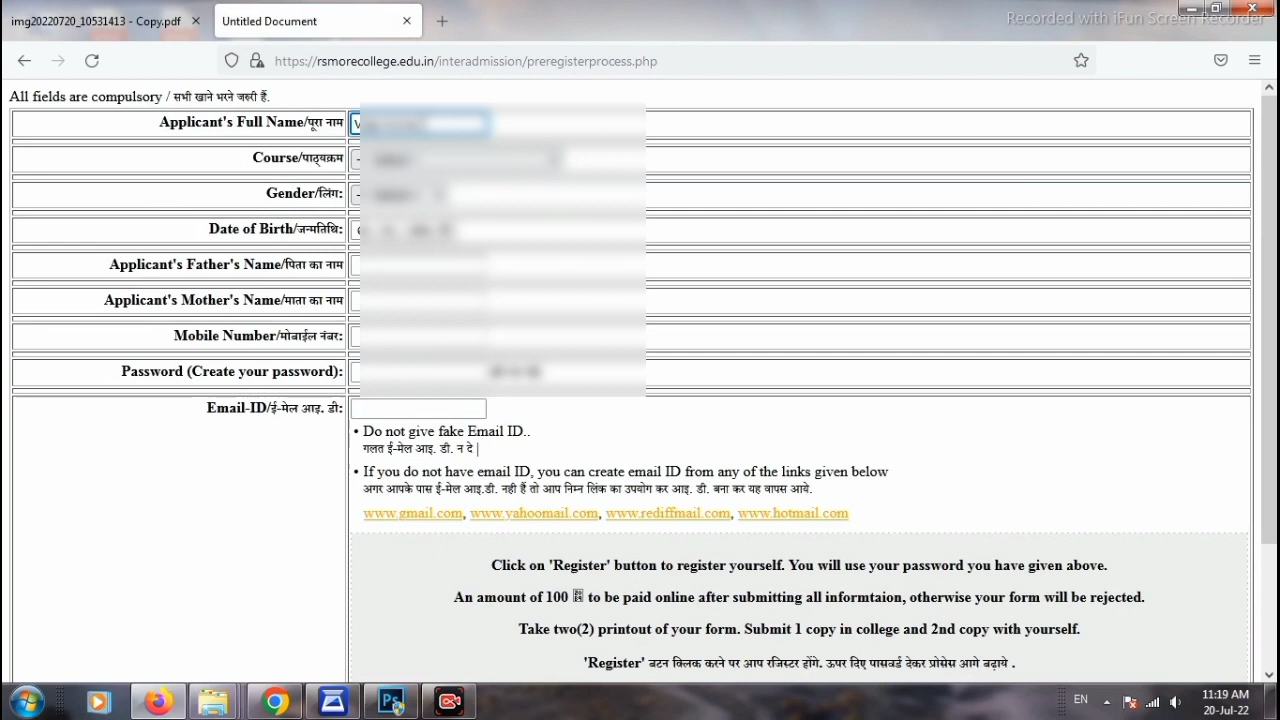 img20220720_10531413 - Copy.pdf
Untitled Document
Recorded with iFun Screen Recorder
https://rsmorecollege.edu.in/interadmission/preregisterprocess.php
All fields are compulsory / सभी खाने भरने जरुरी हैं.
Applicant's Full Name/पूरा नाम
Course/पाठ्यक्रम
Gender/लिंग:
Date of Birth/जन्मतिथि:
Applicant's Father's Name/पिता का नाम
Applicant's Mother's Name/माता का नाम
Mobile Number/मोबाईल नंबर:
Password (Create your password):
Email-ID/ई-मेल आइ. डी:
• Do not give fake Email ID..
गलत ई-मेल आइ. डी. न दे |
• If you do not have email ID, you can create email ID from any of the links given below
अगर आपके पास ई-मेल आइ.डी. नही हैं तो आप निम्न लिंक का उपयोग कर आइ. डी. बना कर यह वापस आये.
www.gmail.com, www.yahoomail.com, www.rediffmail.com, www.hotmail.com
Click on 'Register' button to register yourself. You will use your password you have given above.
An amount of 100 to be paid online after submitting all informtaion, otherwise your form will be rejected.
Take two(2) printout of your form. Submit 1 copy in college and 2nd copy with yourself.
'Register' बटन क्लिक करने पर आप रजिस्टर होंगे. ऊपर दिए पासवर्ड देकर प्रोसेस आगे बढ़ाये .
EN
11:19 AM
20-Jul-22